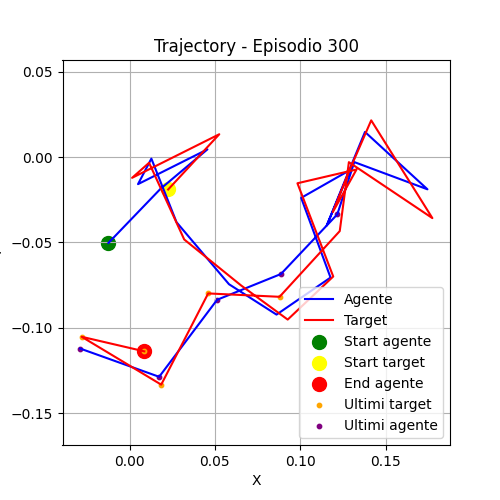 Trajectory - Episodio 300
0.05
0.00
−0.05
−0.10
−0.15
0.00
0.05
0.10
0.15
X
Agente
Target
Start agente
Start target
End agente
Ultimi target
Ultimi agente